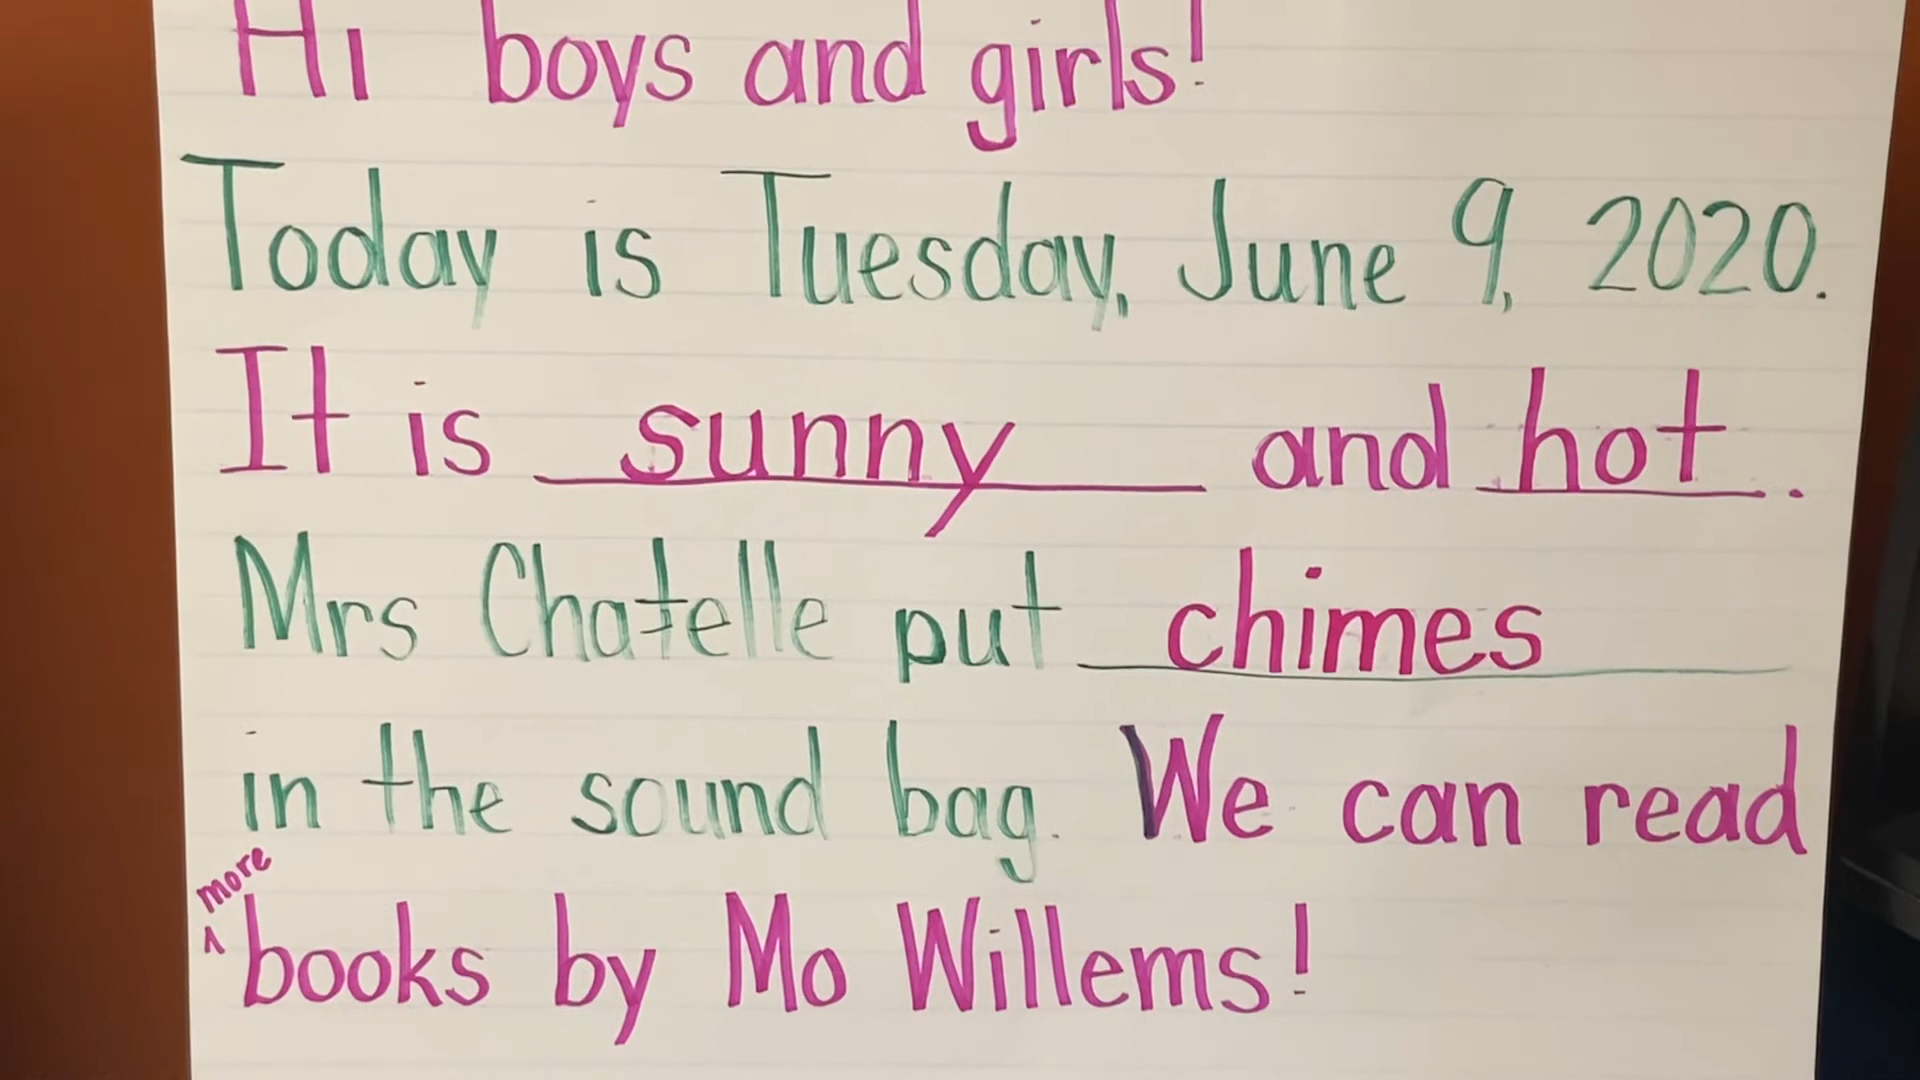 Hi boys and girls!
Today is Tuesday, June 9, 2020.
It is sunny and hot.
Mrs Chatelle put chimes
in the sound bag. We can read
more
^ books by Mo Willems!